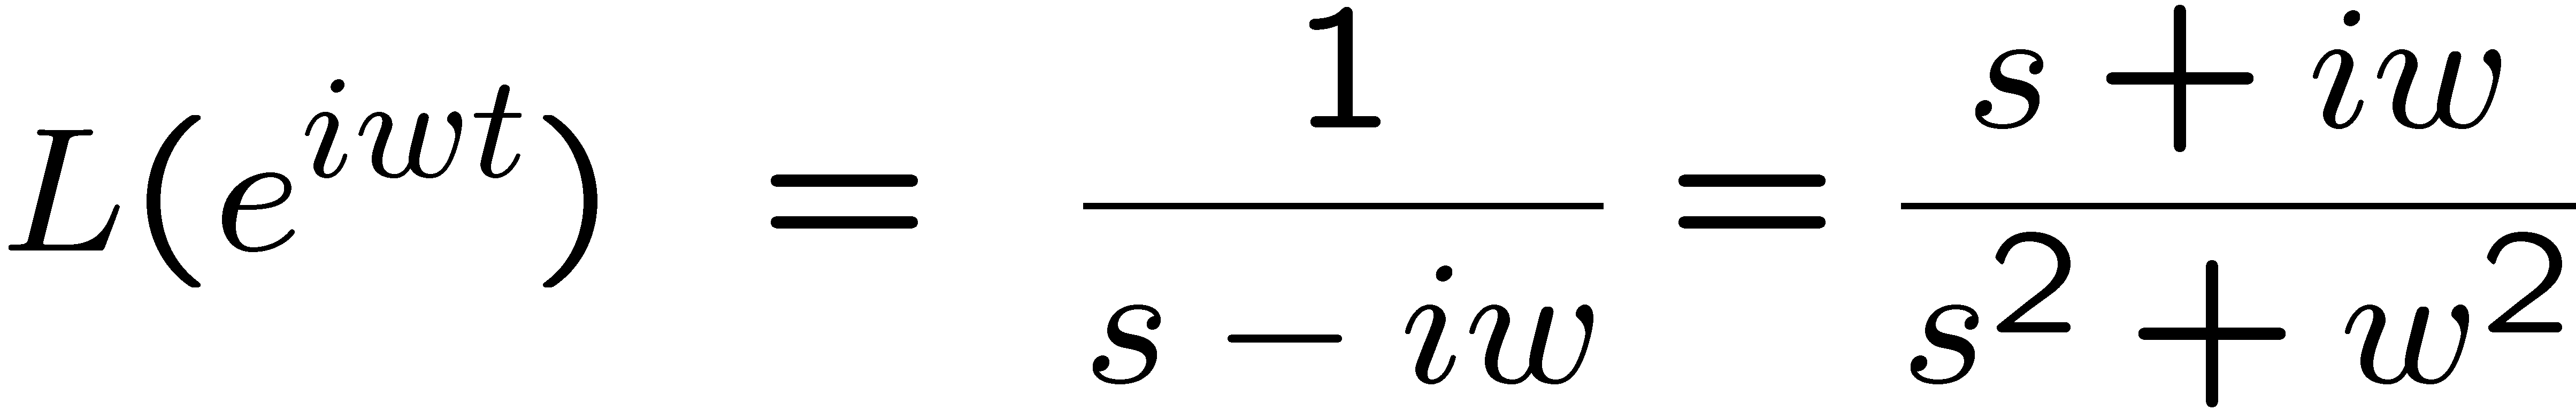 L(e^{iwt}) = \frac{1}{s - iw} = \frac{s + iw}{s^2 + w^2}